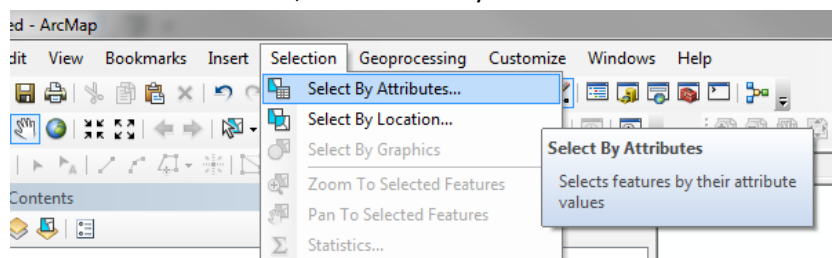 ed - ArcMap
dit View Bookmarks Insert Selection Geoprocessing Customize Windows Help
Select By Attributes...
Select By Location...
Select By Graphics
Select By Attributes
Zoom To Selected Features
Selects features by their attribute
values
Contents
Pan To Selected Features
Statistics...